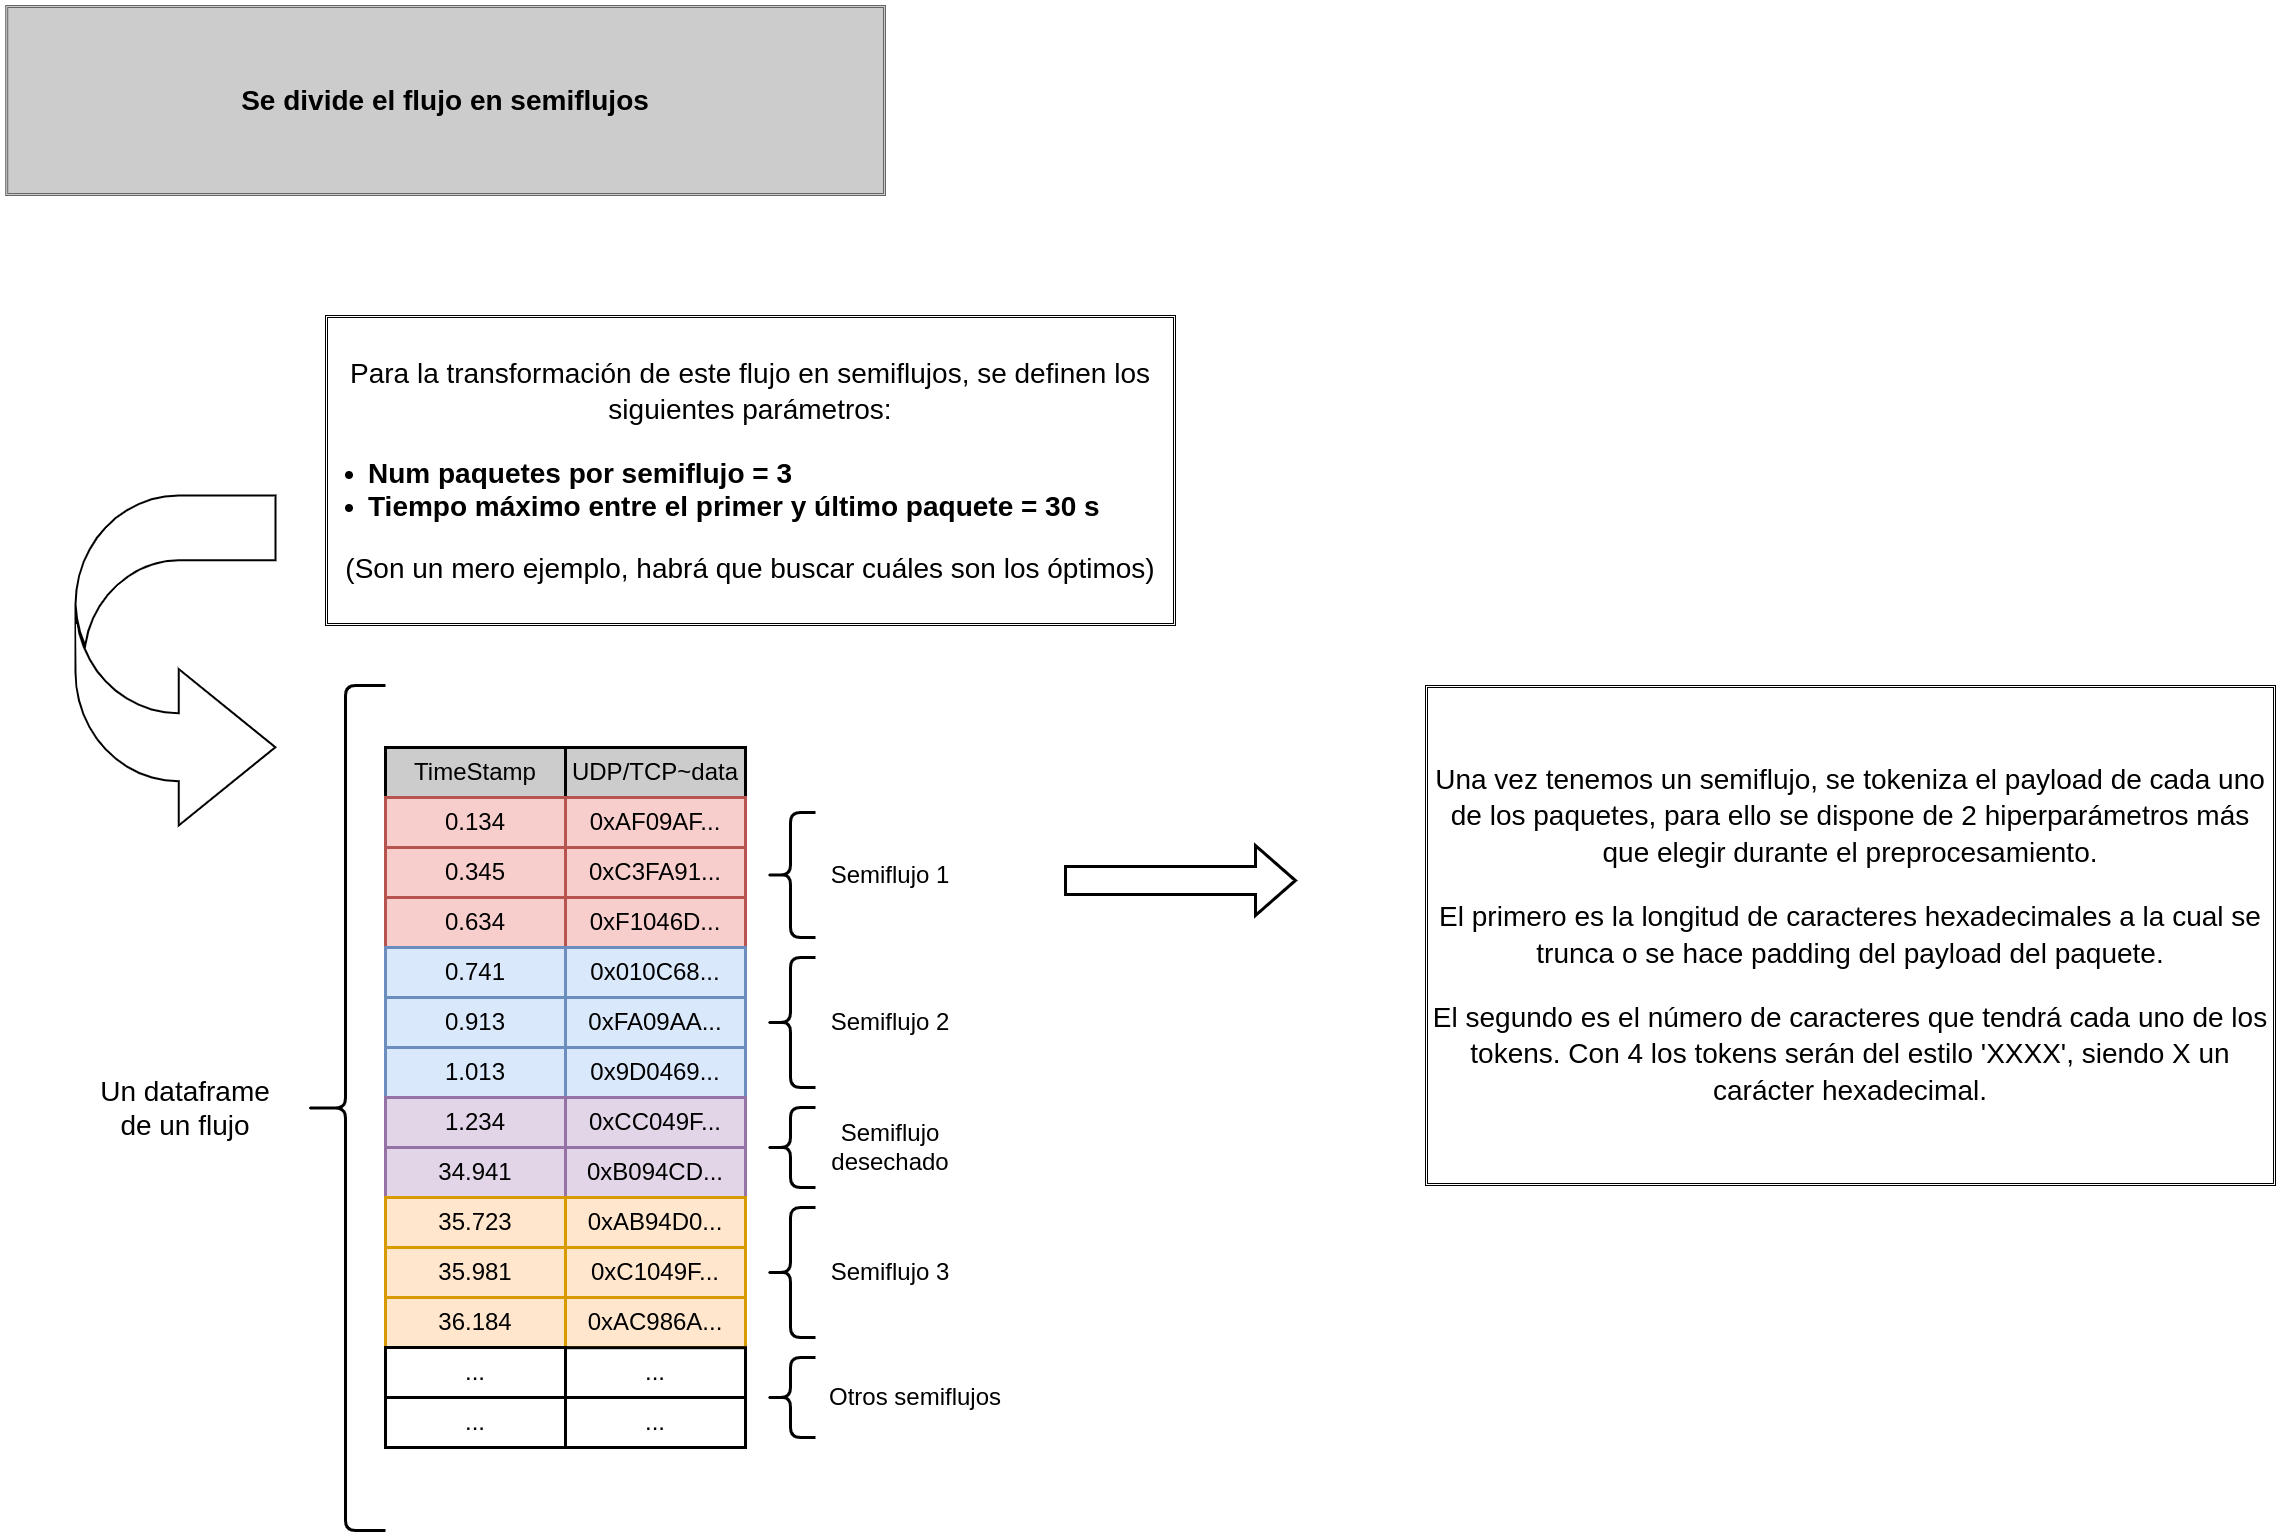 Se divide el flujo en semiflujos
Para la transformación de este flujo en semiflujos, se definen los
siguientes parámetros:
• Num paquetes por semiflujo = 3
• Tiempo máximo entre el primer y último paquete = 30 s
(Son un mero ejemplo, habrá que buscar cuáles son los óptimos)
Un dataframe
de un flujo
TimeStamp UDP/TCP~data
0.134 0xAF09AF...
0.345 0xC3FA91...
0.634 0xF1046D...
0.741 0x010C68...
0.913 0xFA09AA...
1.013 0x9D0469...
1.234 0xCC049F...
34.941 0xB094CD...
35.723 0xAB94D0...
35.981 0xC1049F...
36.184 0xAC986A...
... ...
... ...
Semiflujo 1
Semiflujo 2
Semiflujo
desechado
Semiflujo 3
Otros semiflujos
Una vez tenemos un semiflujo, se tokeniza el payload de cada uno
de los paquetes, para ello se dispone de 2 hiperparámetros más
que elegir durante el preprocesamiento.
El primero es la longitud de caracteres hexadecimales a la cual se
trunca o se hace padding del payload del paquete.
El segundo es el número de caracteres que tendrá cada uno de los
tokens. Con 4 los tokens serán del estilo 'XXXX', siendo X un
carácter hexadecimal.